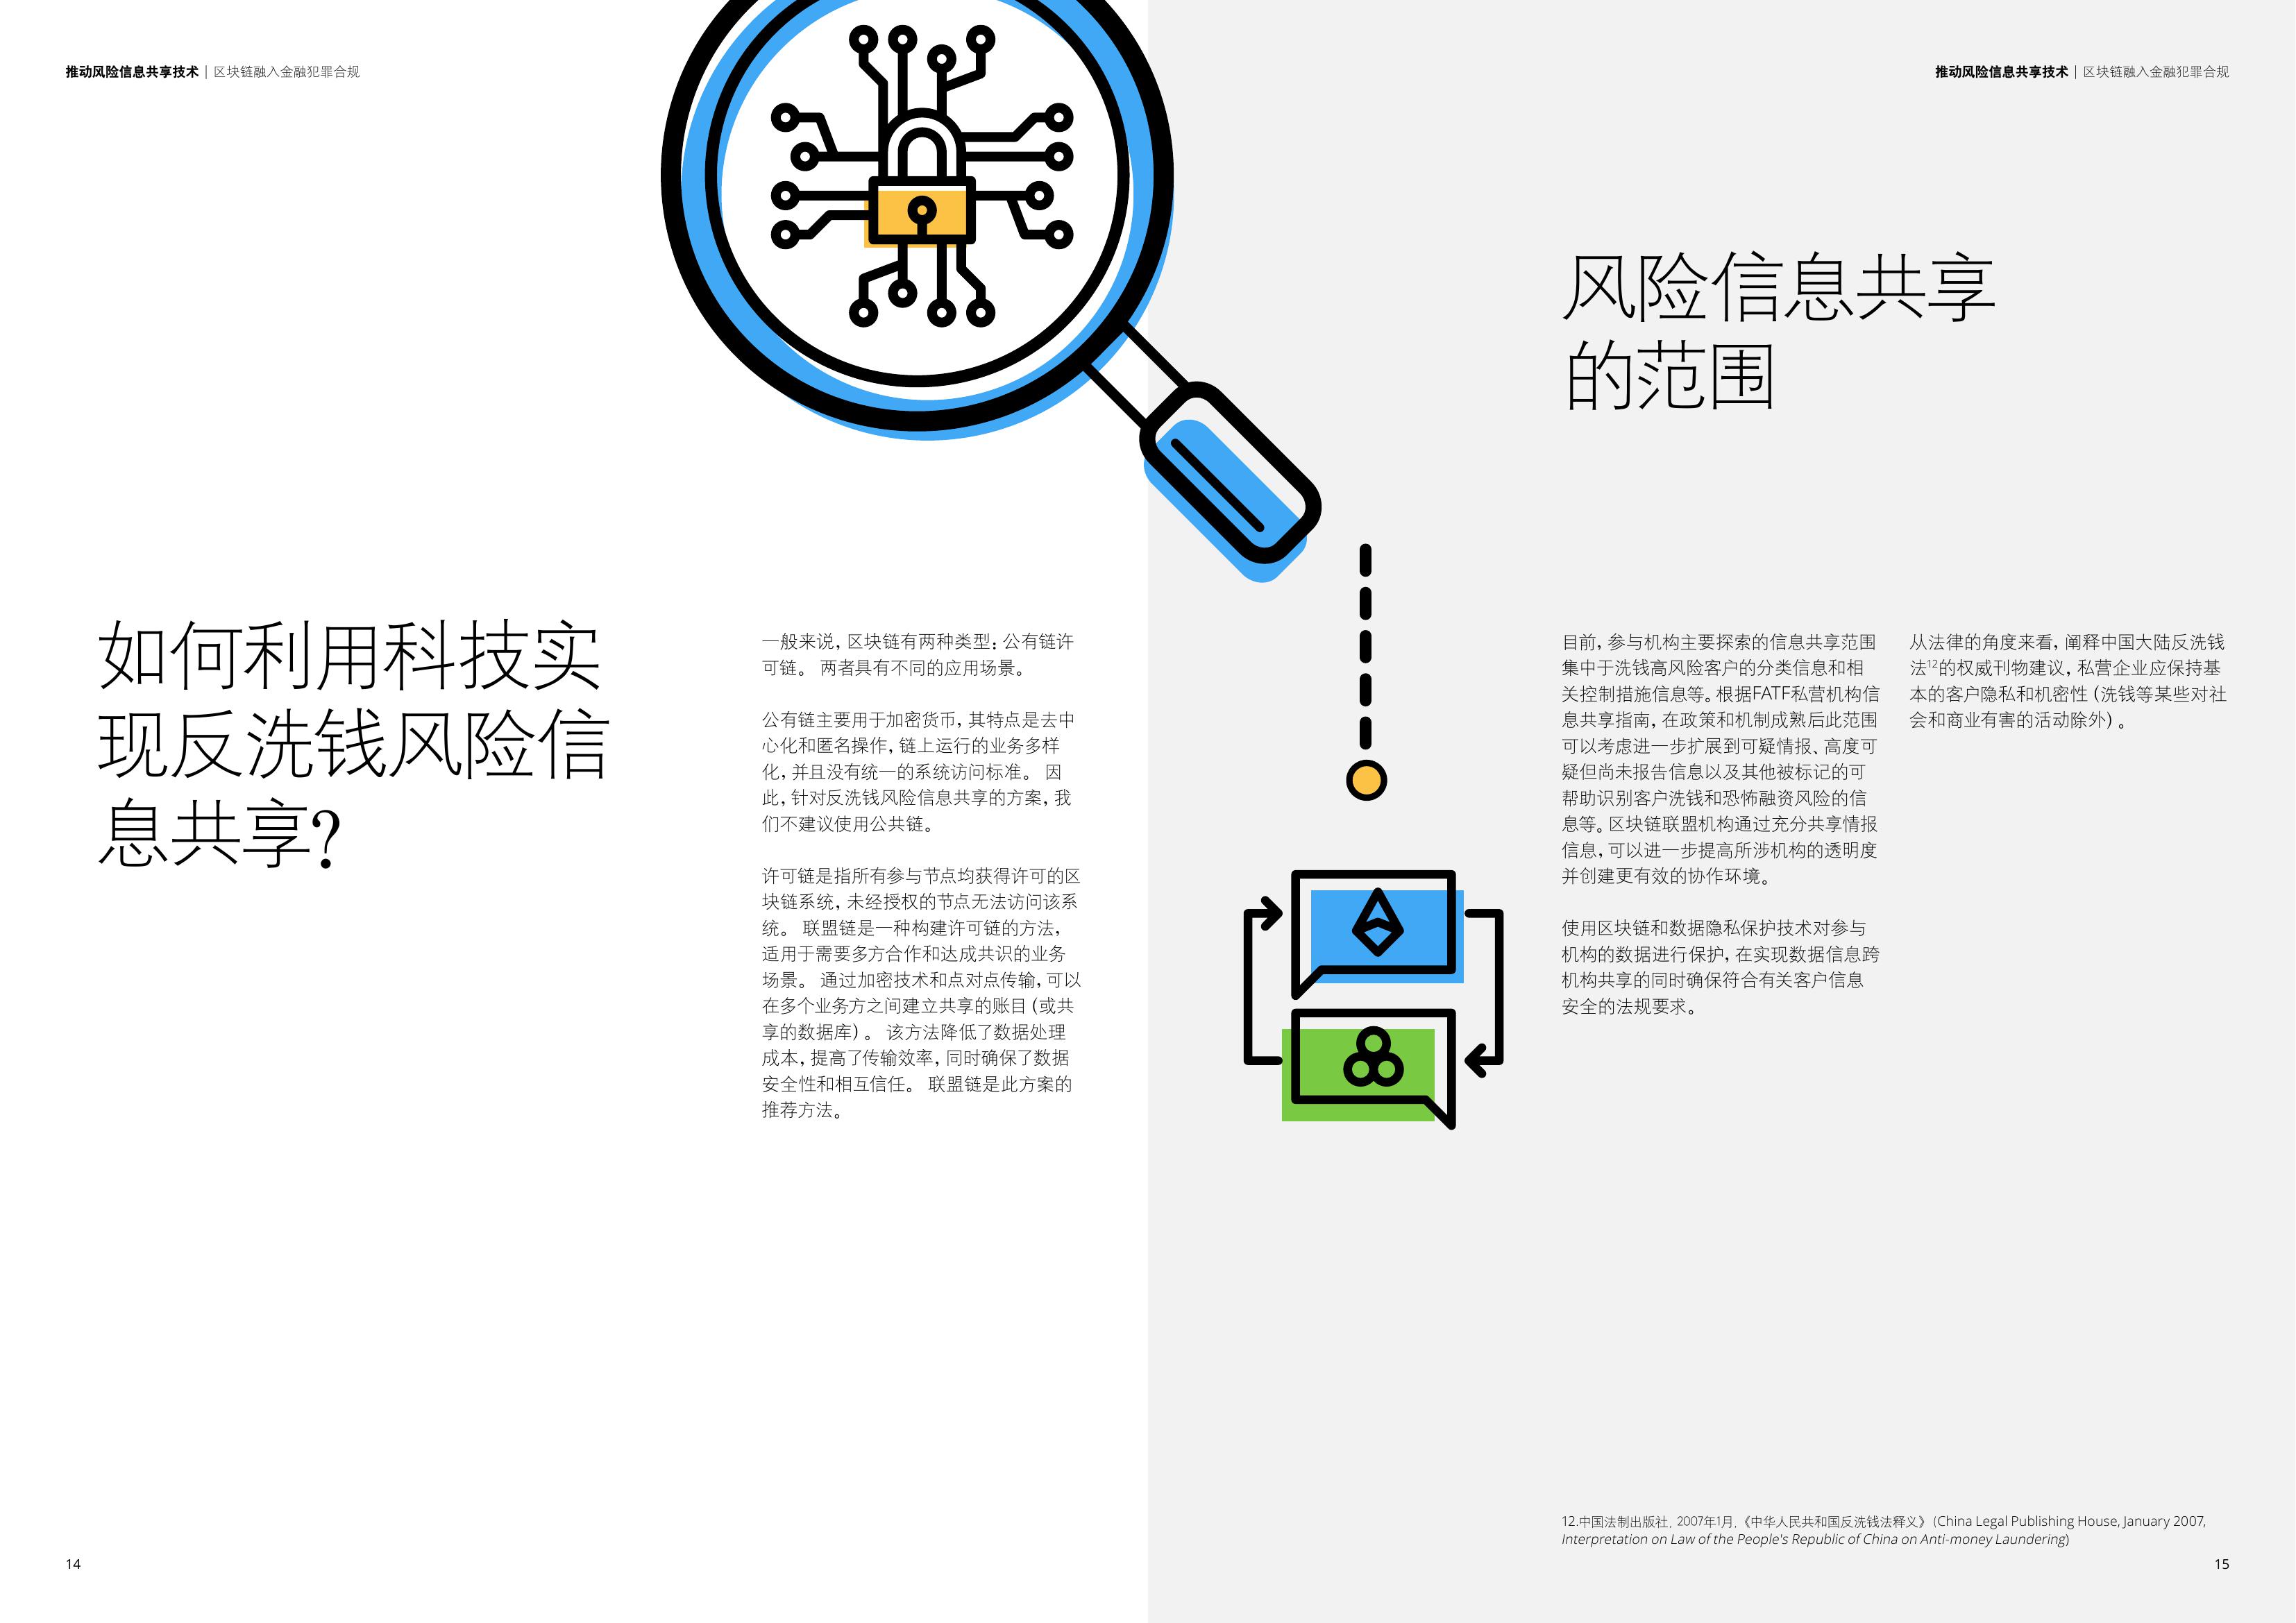 推动风险信息共享技术 | 区块链融入金融犯罪合规
如何利用科技实
现反洗钱风险信
息共享?
一般来说, 区块链有两种类型: 公有链许
可链。 两者具有不同的应用场景。
公有链主要用于加密货币, 其特点是去中
心化和匿名操作, 链上运行的业务多样
化, 并且没有统一的系统访问标准。 因
此, 针对反洗钱风险信息共享的方案, 我
们不建议使用公共链。
许可链是指所有参与节点均获得许可的区
块链系统, 未经授权的节点无法访问该系
统。 联盟链是一种构建许可链的方法,
适用于需要多方合作和达成共识的业务
场景。 通过加密技术和点对点传输, 可以
在多个业务方之间建立共享的账目 (或共
享的数据库) 。 该方法降低了数据处理
成本, 提高了传输效率, 同时确保了数据
安全性和相互信任。 联盟链是此方案的
推荐方法。
14
推动风险信息共享技术 | 区块链融入金融犯罪合规
风险信息共享
的范围
目前, 参与机构主要探索的信息共享范围
集中于洗钱高风险客户的分类信息和相
关控制措施信息等。根据FATF私营机构信
息共享指南, 在政策和机制成熟后此范围
可以考虑进一步扩展到可疑情报、高度可
疑但尚未报告信息以及其他被标记的可
帮助识别客户洗钱和恐怖融资风险的信
息等。区块链联盟机构通过充分共享情报
信息, 可以进一步提高所涉机构的透明度
并创建更有效的协作环境。
使用区块链和数据隐私保护技术对参与
机构的数据进行保护, 在实现数据信息跨
机构共享的同时确保符合有关客户信息
安全的法规要求。
从法律的角度来看, 阐释中国大陆反洗钱
法12的权威刊物建议, 私营企业应保持基
本的客户隐私和机密性 (洗钱等某些对社
会和商业有害的活动除外) 。
12.中国法制出版社, 2007年1月,《中华人民共和国反洗钱法释义》 (China Legal Publishing House, January 2007,
Interpretation on Law of the People's Republic of China on Anti-money Laundering)
15